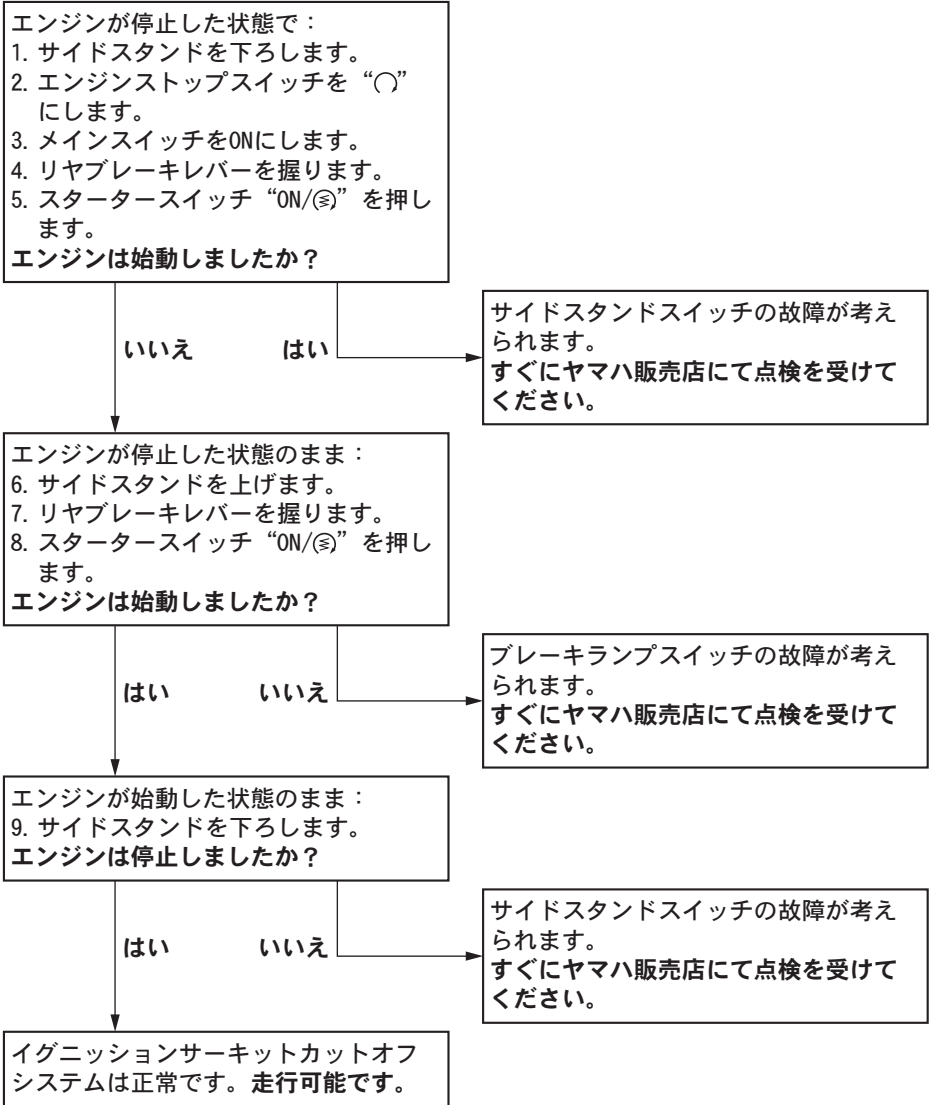 エンジンが停止した状態で：
1. サイドスタンドを下ろします。
2. エンジンストップスイッチを“◯”
にします。
3. メインスイッチをONにします。
4. リヤブレーキレバーを握ります。
5. スタータースイッチ“ON/”を押し
ます。
エンジンは始動しましたか？
いいえ
はい
サイドスタンドスイッチの故障が考え
られます。
すぐにヤマハ販売店にて点検を受けて
ください。
エンジンが停止した状態のまま：
6. サイドスタンドを上げます。
7. リヤブレーキレバーを握ります。
8. スタータースイッチ“ON/”を押し
ます。
エンジンは始動しましたか？
はい
いいえ
ブレーキランプスイッチの故障が考え
られます。
すぐにヤマハ販売店にて点検を受けて
ください。
エンジンが始動した状態のまま：
9. サイドスタンドを下ろします。
エンジンは停止しましたか？
はい
いいえ
サイドスタンドスイッチの故障が考え
られます。
すぐにヤマハ販売店にて点検を受けて
ください。
イグニッションサーキットカットオフ
システムは正常です。走行可能です。